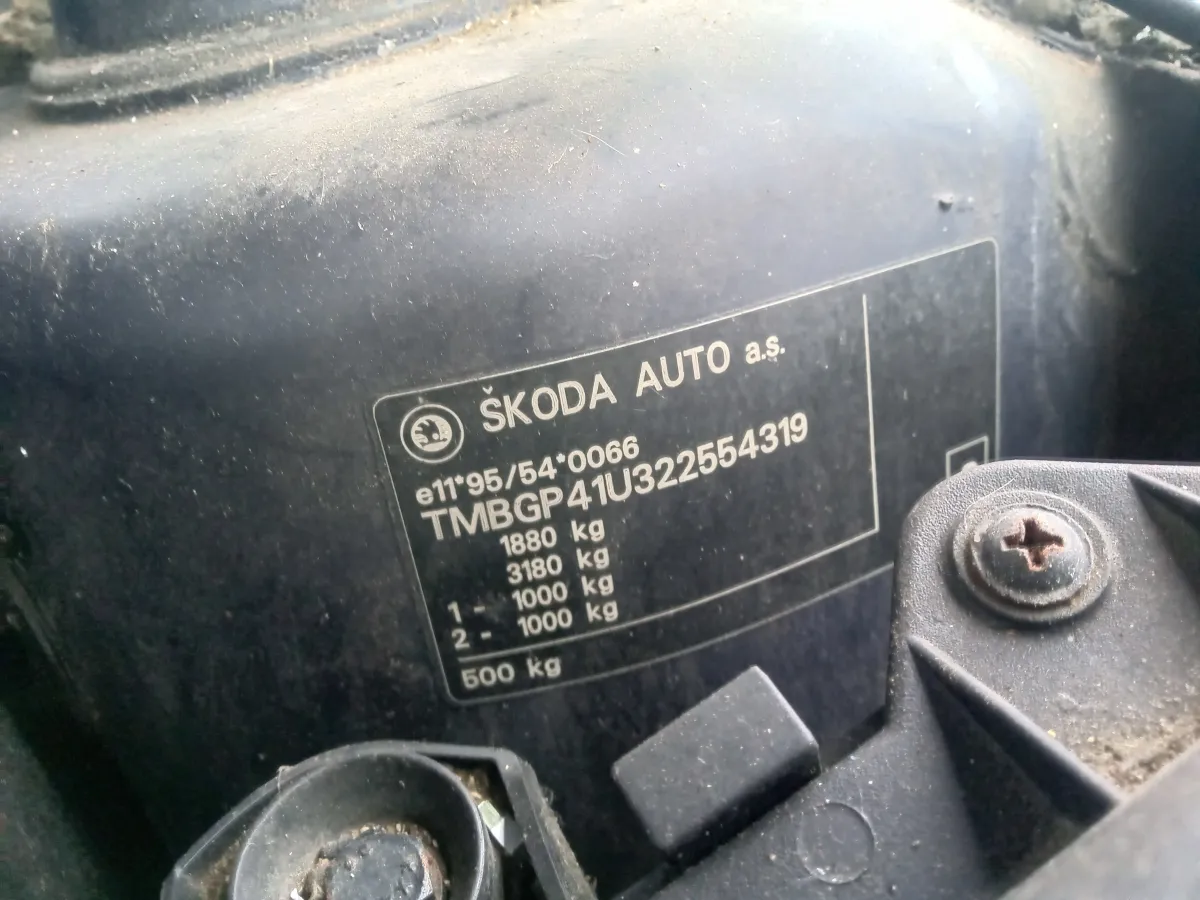 ŠKODA AUTO a.s.
e11*95/54*0066
TMBGP41U322554319
1880 kg
3180 kg
1 - 1000 kg
2 - 1000 kg
500 kg